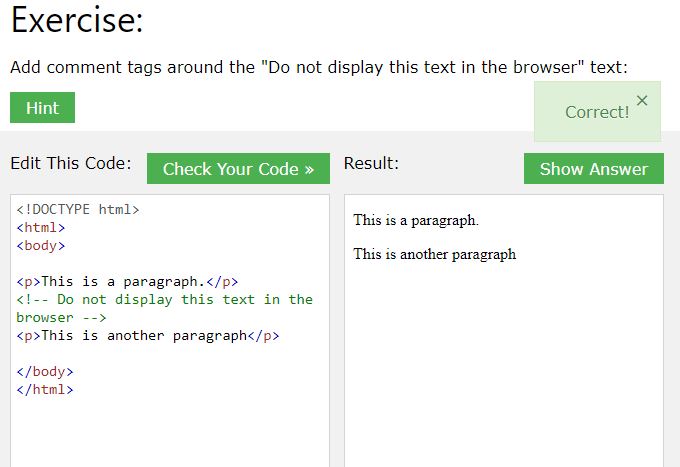 Exercise:
Add comment tags around the "Do not display this text in the browser" text:
Hint
Correct!
×
Edit This Code:
Check Your Code »
Result:
Show Answer
<!DOCTYPE html>
<html>
<body>
<p>This is a paragraph.</p>
<!-- Do not display this text in the
browser -->
<p>This is another paragraph</p>
</body>
</html>
This is a paragraph.
This is another paragraph